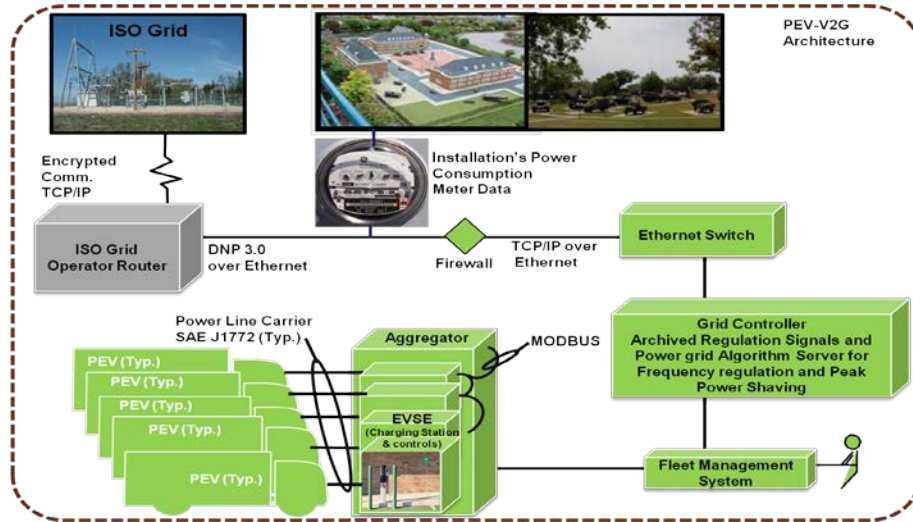 ISO Grid
PEV-V2G
Architecture
Encrypted
Comm.
TCP/IP
Installation's Power
Consumption
Meter Data
ISO Grid
Operator Router
DNP 3.0
over Ethernet
Firewall
TCP/IP over
Ethernet
Ethernet Switch
Power Line Carrier
SAE J1772 (Typ.)
Aggregator
MODBUS
Grid Controller
Archived Regulation Signals and
Power grid Algorithm Server for
Frequency regulation and Peak
Power Shaving
PEV (Typ.)
PEV (Typ.)
PEV (Typ.)
PEV (Typ.)
PEV (Typ.)
EVSE
(Charging Station
& controls)
Fleet Management
System